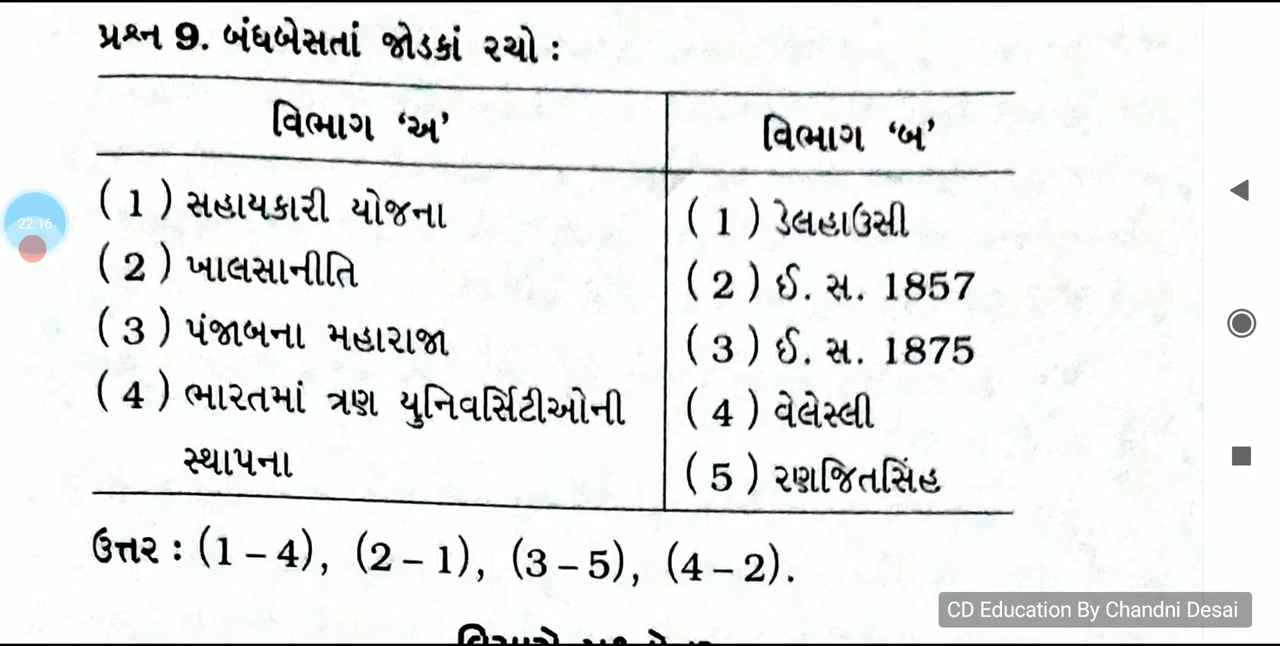 પ્રશ્ન 9. બંધબેસતાં જોડકાં રચો :
વિભાગ ‘અ’
વિભાગ ‘બ’
( 1 ) સહાયકારી યોજના
( 2 ) ખાલસાનીતિ
( 3 ) પંજાબના મહારાજા
( 4 ) ભારતમાં ત્રણ યુનિવર્સિટીઓની
સ્થાપના
( 1 ) ડેલહાઉસી
( 2 ) ઈ. સ. 1857
( 3 ) ઈ. સ. 1875
( 4 ) વેલેસ્લી
( 5 ) રણજિતસિંહ
ઉત્તર : (1 – 4), (2 – 1), (3 – 5), (4 – 2).
22:16
CD Education By Chandni Desai